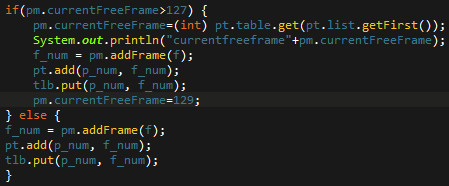 if(pm.currentFreeFrame>127) {
pm.currentFreeFrame=(int) pt.table.get(pt.list.getFirst());
System.out.println("currentfreeframe"+pm.currentFreeFrame);
f_num = pm.addFrame(f);
pt.add(p_num, f_num);
tlb.put(p_num, f_num);
pm.currentFreeFrame=129;
} else {
f_num = pm.addFrame(f);
pt.add(p_num, f_num);
tlb.put(p_num, f_num);
}